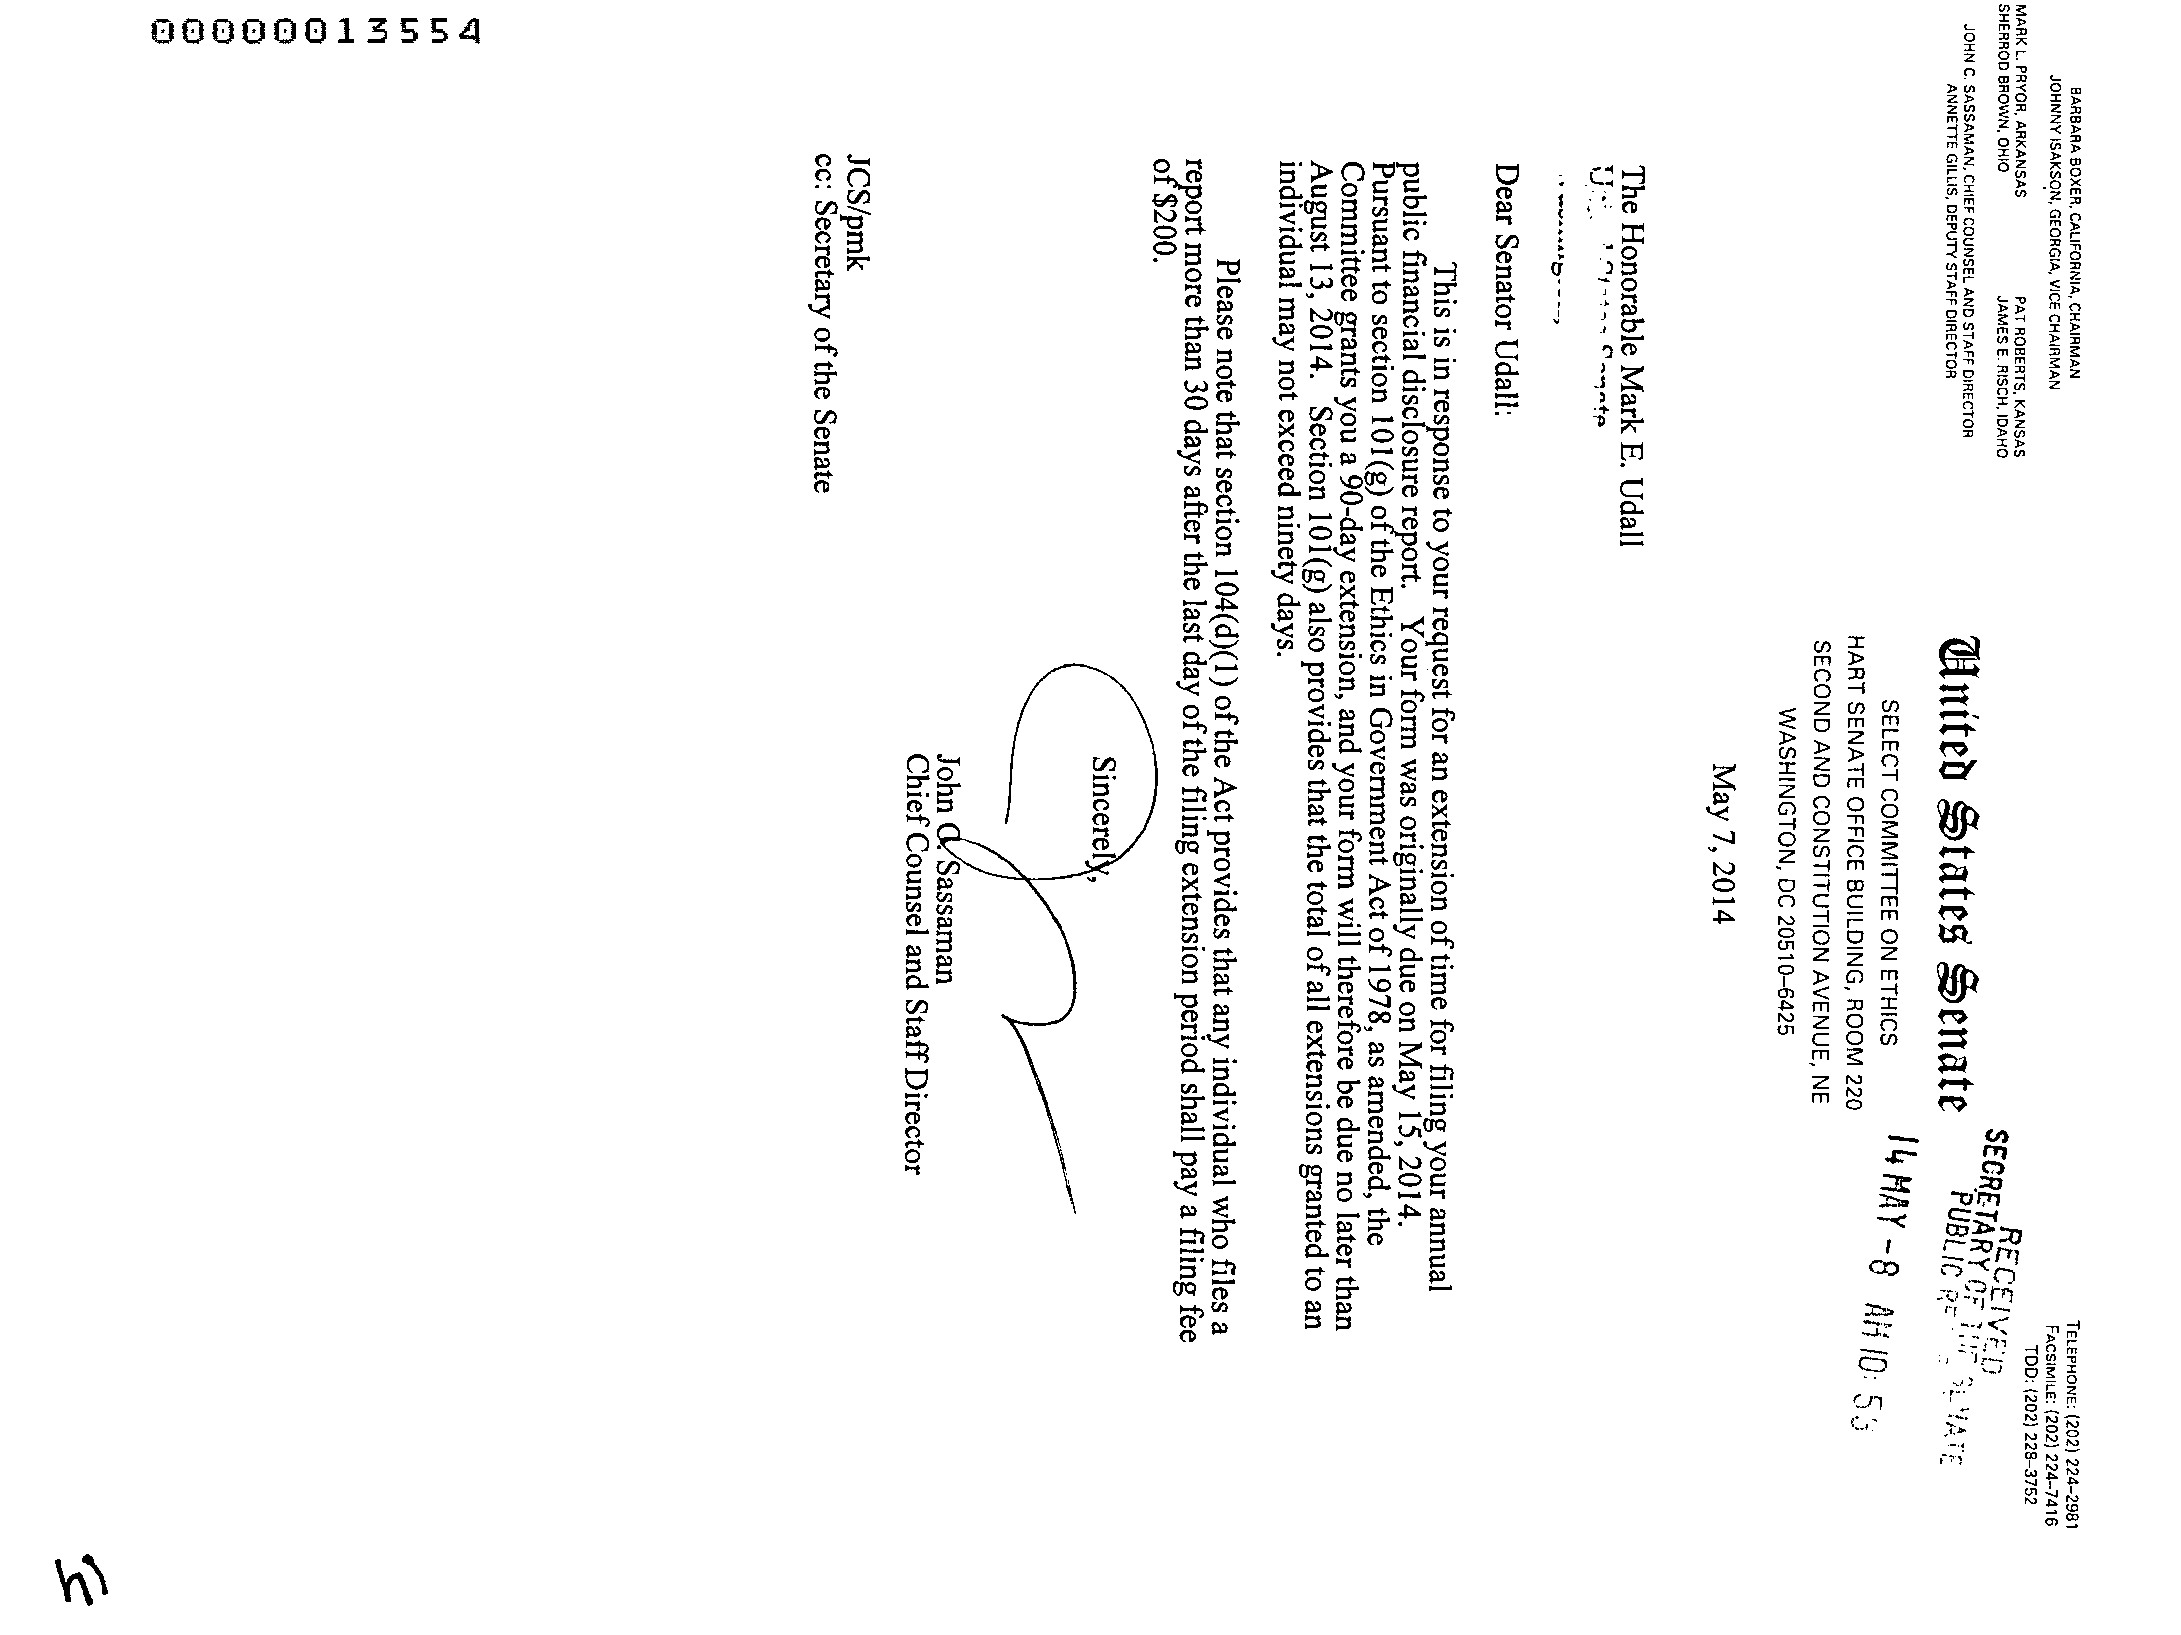 00000013554
BARBARA BOXER, CALIFORNIA, CHAIRMAN
JOHNNY ISAKSON, GEORGIA, VICE CHAIRMAN
MARK L. PRYOR, ARKANSAS PAT ROBERTS, KANSAS
SHERROD BROWN, OHIO JAMES E. RISCH, IDAHO
JOHN C. SASSAMAN, CHIEF COUNSEL AND STAFF DIRECTOR
ANNETTE GILLIS, DEPUTY STAFF DIRECTOR
TELEPHONE: (202) 224–2981
FACSIMILE: (202) 224–7416
TDD: (202) 228–3752
United States Senate
SELECT COMMITTEE ON ETHICS
HART SENATE OFFICE BUILDING, ROOM 220
SECOND AND CONSTITUTION AVENUE, NE
WASHINGTON, DC 20510–6425
RECEIVED
SECRETARY OF THE SENATE
PUBLIC
14 MAY -8 AM 10:
May 7, 2014
The Honorable Mark E. Udall
Senate
Dear Senator Udall:
This is in response to your request for an extension of time for filing your annual
public financial disclosure report. Your form was originally due on May 15, 2014.
Pursuant to section 101(g) of the Ethics in Government Act of 1978, as amended, the
Committee grants you a 90-day extension, and your form will therefore be due no later than
August 13, 2014. Section 101(g) also provides that the total of all extensions granted to an
individual may not exceed ninety days.
Please note that section 104(d)(1) of the Act provides that any individual who files a
report more than 30 days after the last day of the filing extension period shall pay a filing fee
of $200.
Sincerely,
John C. Sassaman
Chief Counsel and Staff Director
JCS/pmk
cc: Secretary of the Senate